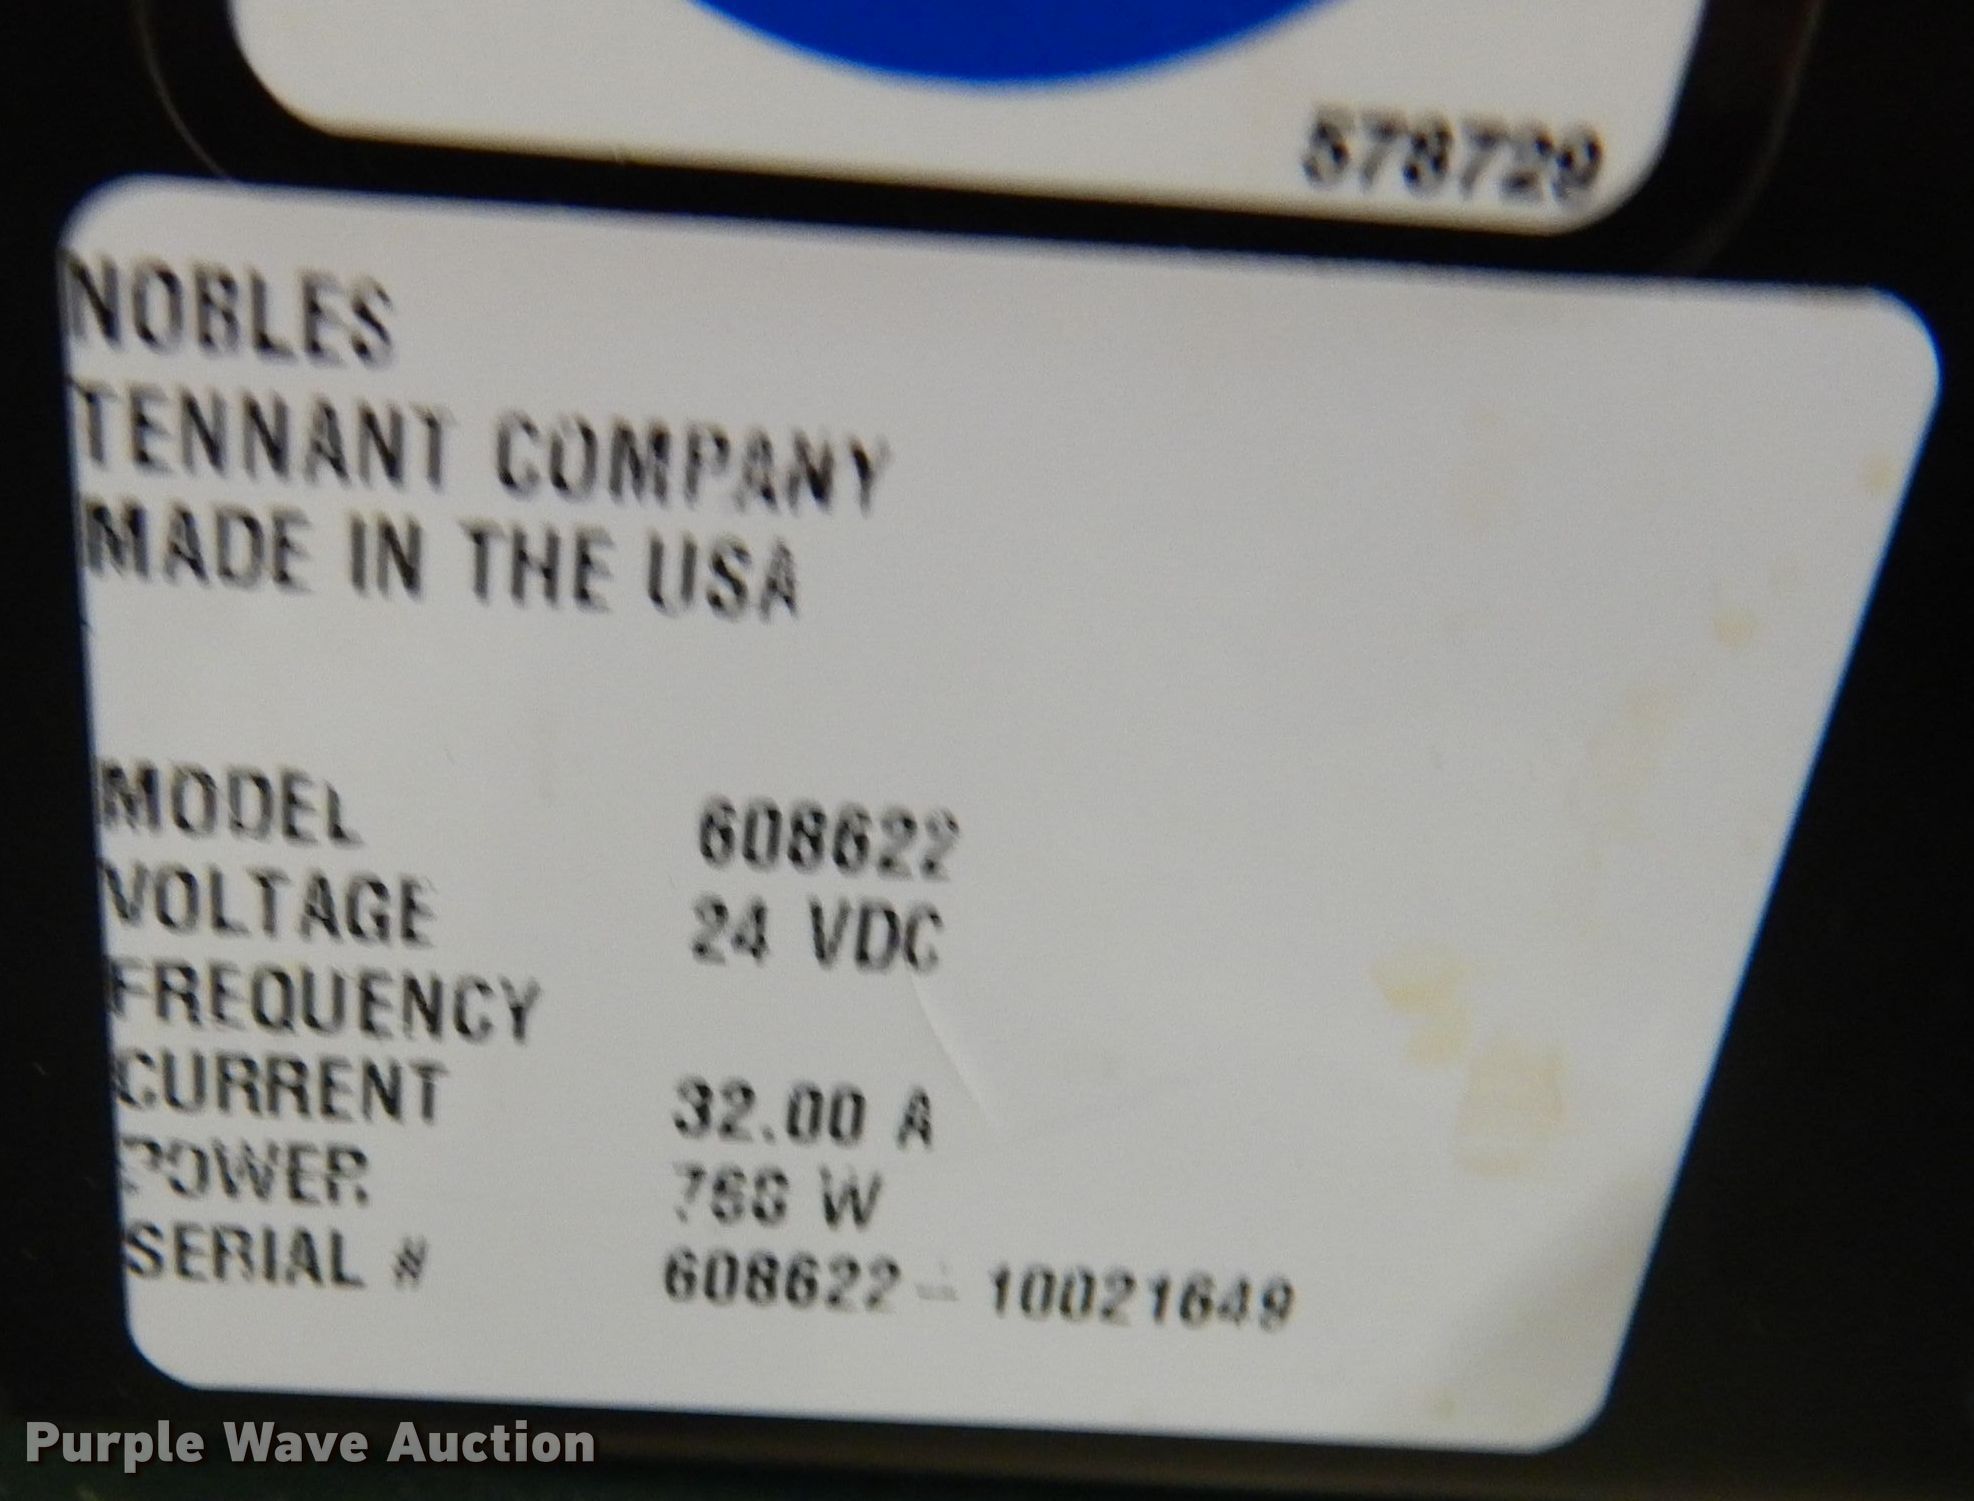 578729
NOBLES
TENNANT COMPANY
MADE IN THE USA
MODEL 608622
VOLTAGE 24 VDC
FREQUENCY
CURRENT 32.00 A
POWER 768 W
SERIAL # 608622 - 10021649
Purple Wave Auction